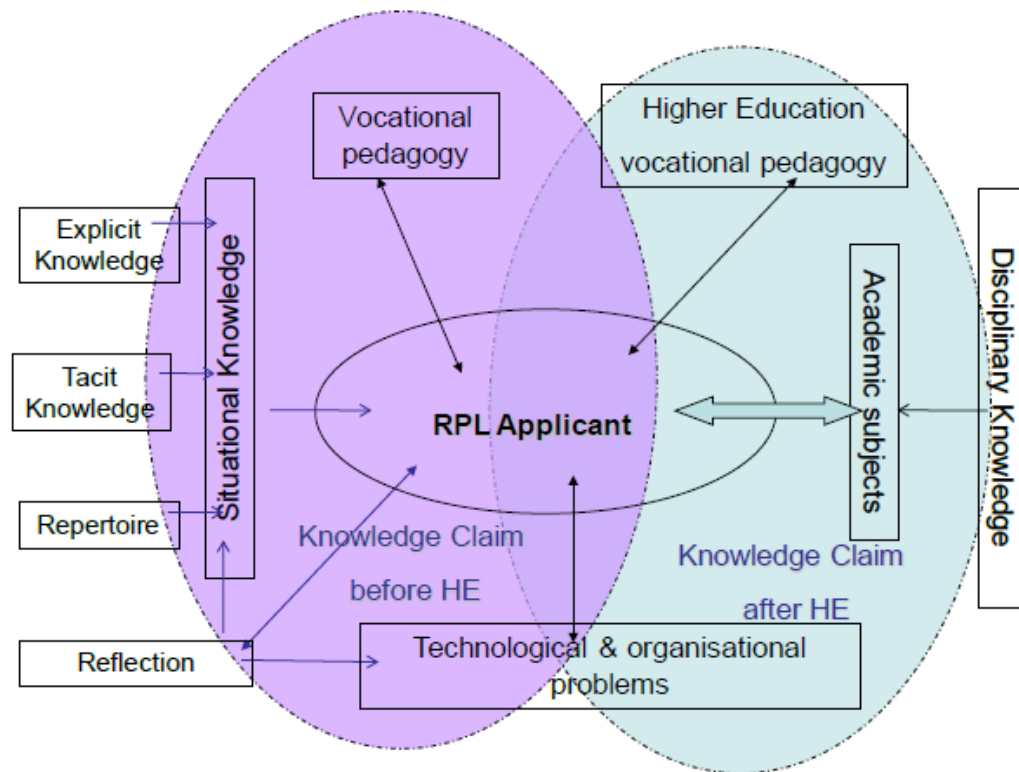 Vocational
pedagogy
Higher Education
vocational pedagogy
Explicit
Knowledge
Tacit
Knowledge
Repertoire
Reflection
Situational Knowledge
RPL Applicant
Knowledge Claim
before HE
Knowledge Claim
after HE
Technological & organisational
problems
Academic subjects
Disciplinary Knowledge